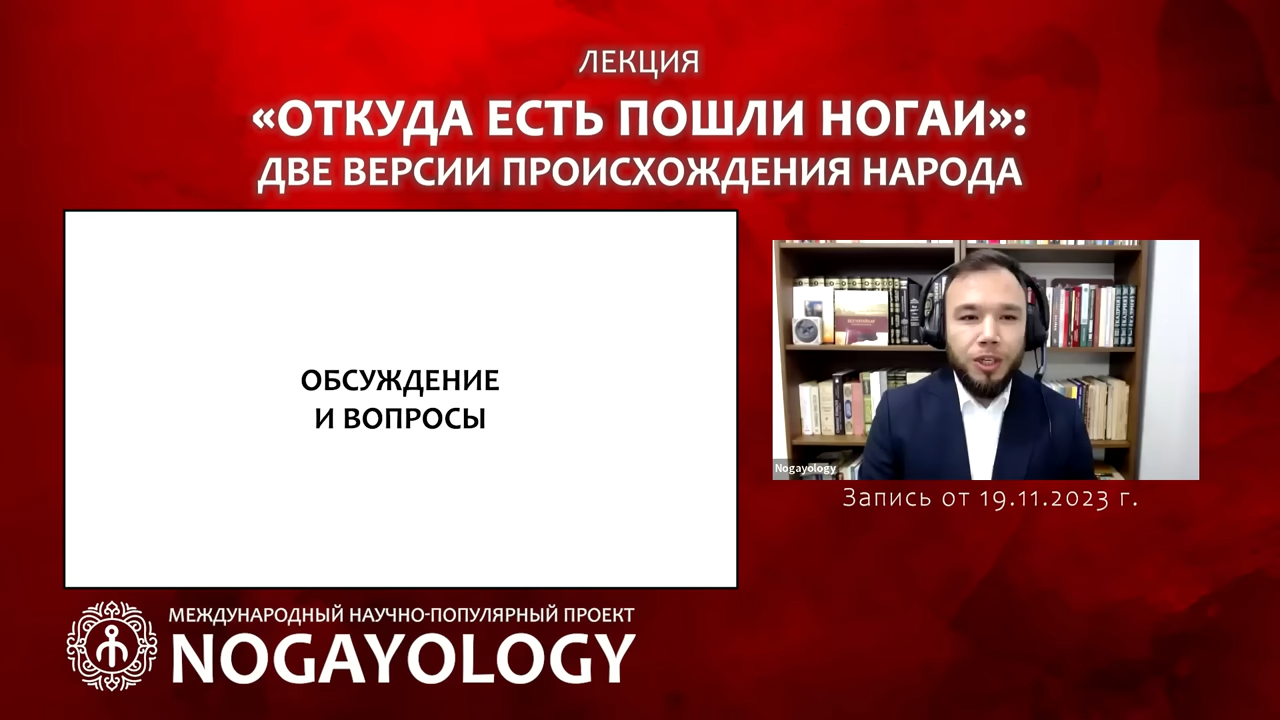 ЛЕКЦИЯ
«ОТКУДА ЕСТЬ ПОШЛИ НОГАИ»:
ДВЕ ВЕРСИИ ПРОИСХОЖДЕНИЯ НАРОДА
ОБСУЖДЕНИЕ
И ВОПРОСЫ
Nogayology
Запись от 19.11.2023 г.
МЕЖДУНАРОДНЫЙ НАУЧНО-ПОПУЛЯРНЫЙ ПРОЕКТ
NOGAYOLOGY